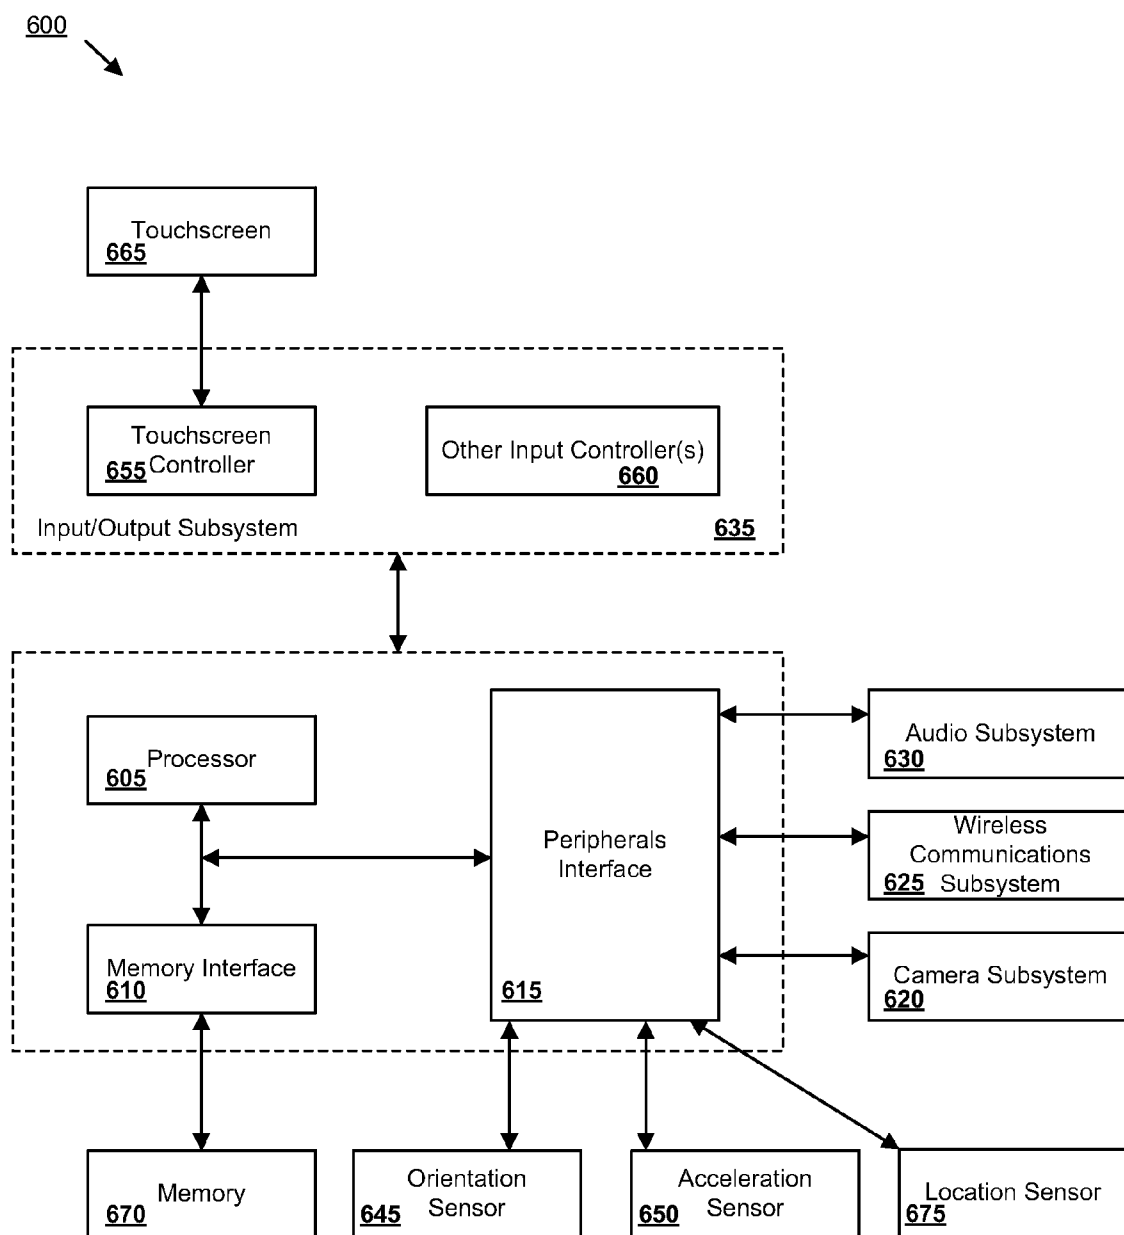 600
Touchscreen
665
Touchscreen
Controller
655
Other Input Controller(s)
660
Input/Output Subsystem
635
Processor
605
Peripherals
Interface
615
Memory Interface
610
Audio Subsystem
630
Wireless
Communications
Subsystem
625
Camera Subsystem
620
Memory
670
Orientation
Sensor
645
Acceleration
Sensor
650
Location Sensor
675